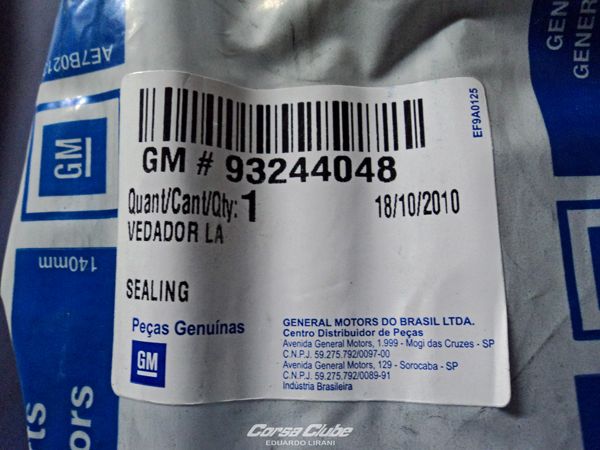 AE7B021
GM
140mm
GEN
GENER
EF9A0125
GM # 93244048
Quant/Cant/Qty: 1
18/10/2010
VEDADOR LA
SEALING
Peças Genuínas
GM
GENERAL MOTORS DO BRASIL LTDA.
Centro Distribuidor de Peças
Avenida General Motors, 1.999 - Mogi das Cruzes - SP
C.N.P.J. 59.275.792/0097-00
Avenida General Motors, 129 - Sorocaba - SP
C.N.P.J. 59.275.792/0089-91
Indústria Brasileira
rts
Motors
Corsa Clube
EDUARDO LIRANI